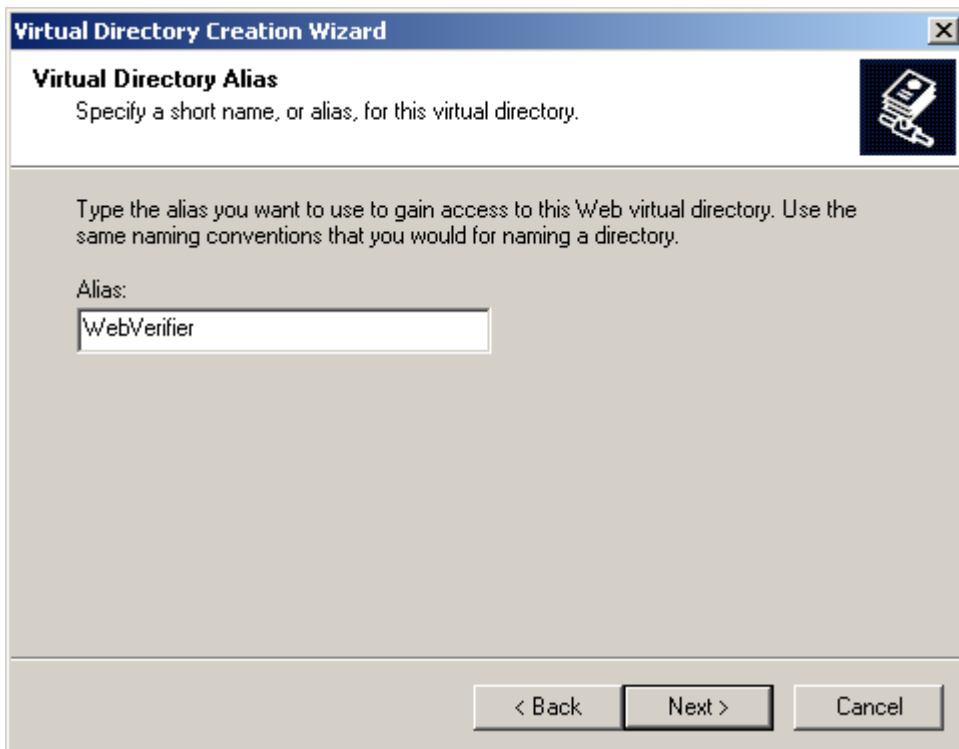 Virtual Directory Creation Wizard
Virtual Directory Alias
Specify a short name, or alias, for this virtual directory.
Type the alias you want to use to gain access to this Web virtual directory. Use the
same naming conventions that you would for naming a directory.
Alias:
WebVerifier
< Back
Next >
Cancel